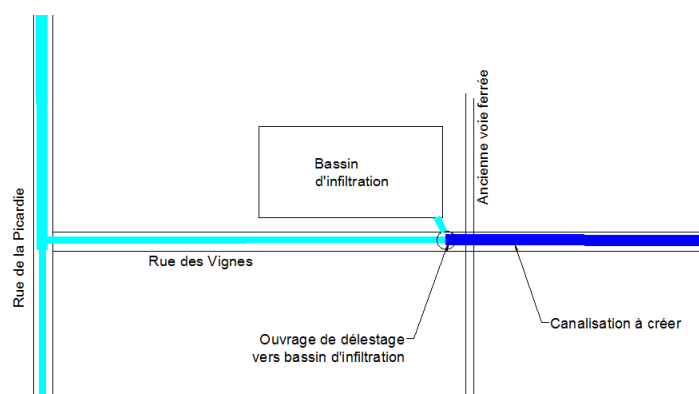 Rue de la Picardie
Bassin
d'infiltration
Ancienne voie ferrée
Rue des Vignes
Ouvrage de délestage
vers bassin d'infiltration
Canalisation à créer